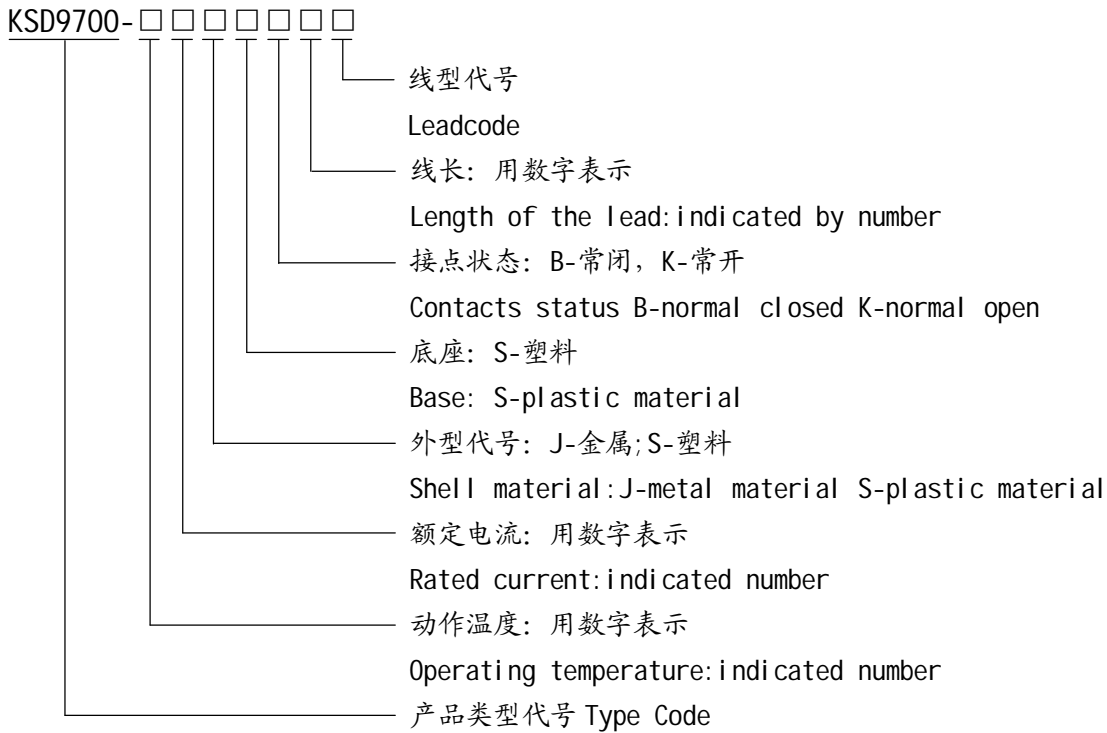 KSD9700-□□□□□□□
线型代号
Leadcode
线长：用数字表示
Length of the lead:indicated by number
接点状态：B-常闭，K-常开
Contacts status B-normal closed K-normal open
底座：S-塑料
Base: S-plastic material
外型代号：J-金属;S-塑料
Shell material:J-metal material S-plastic material
额定电流：用数字表示
Rated current:indicated number
动作温度：用数字表示
Operating temperature:indicated number
产品类型代号 Type Code